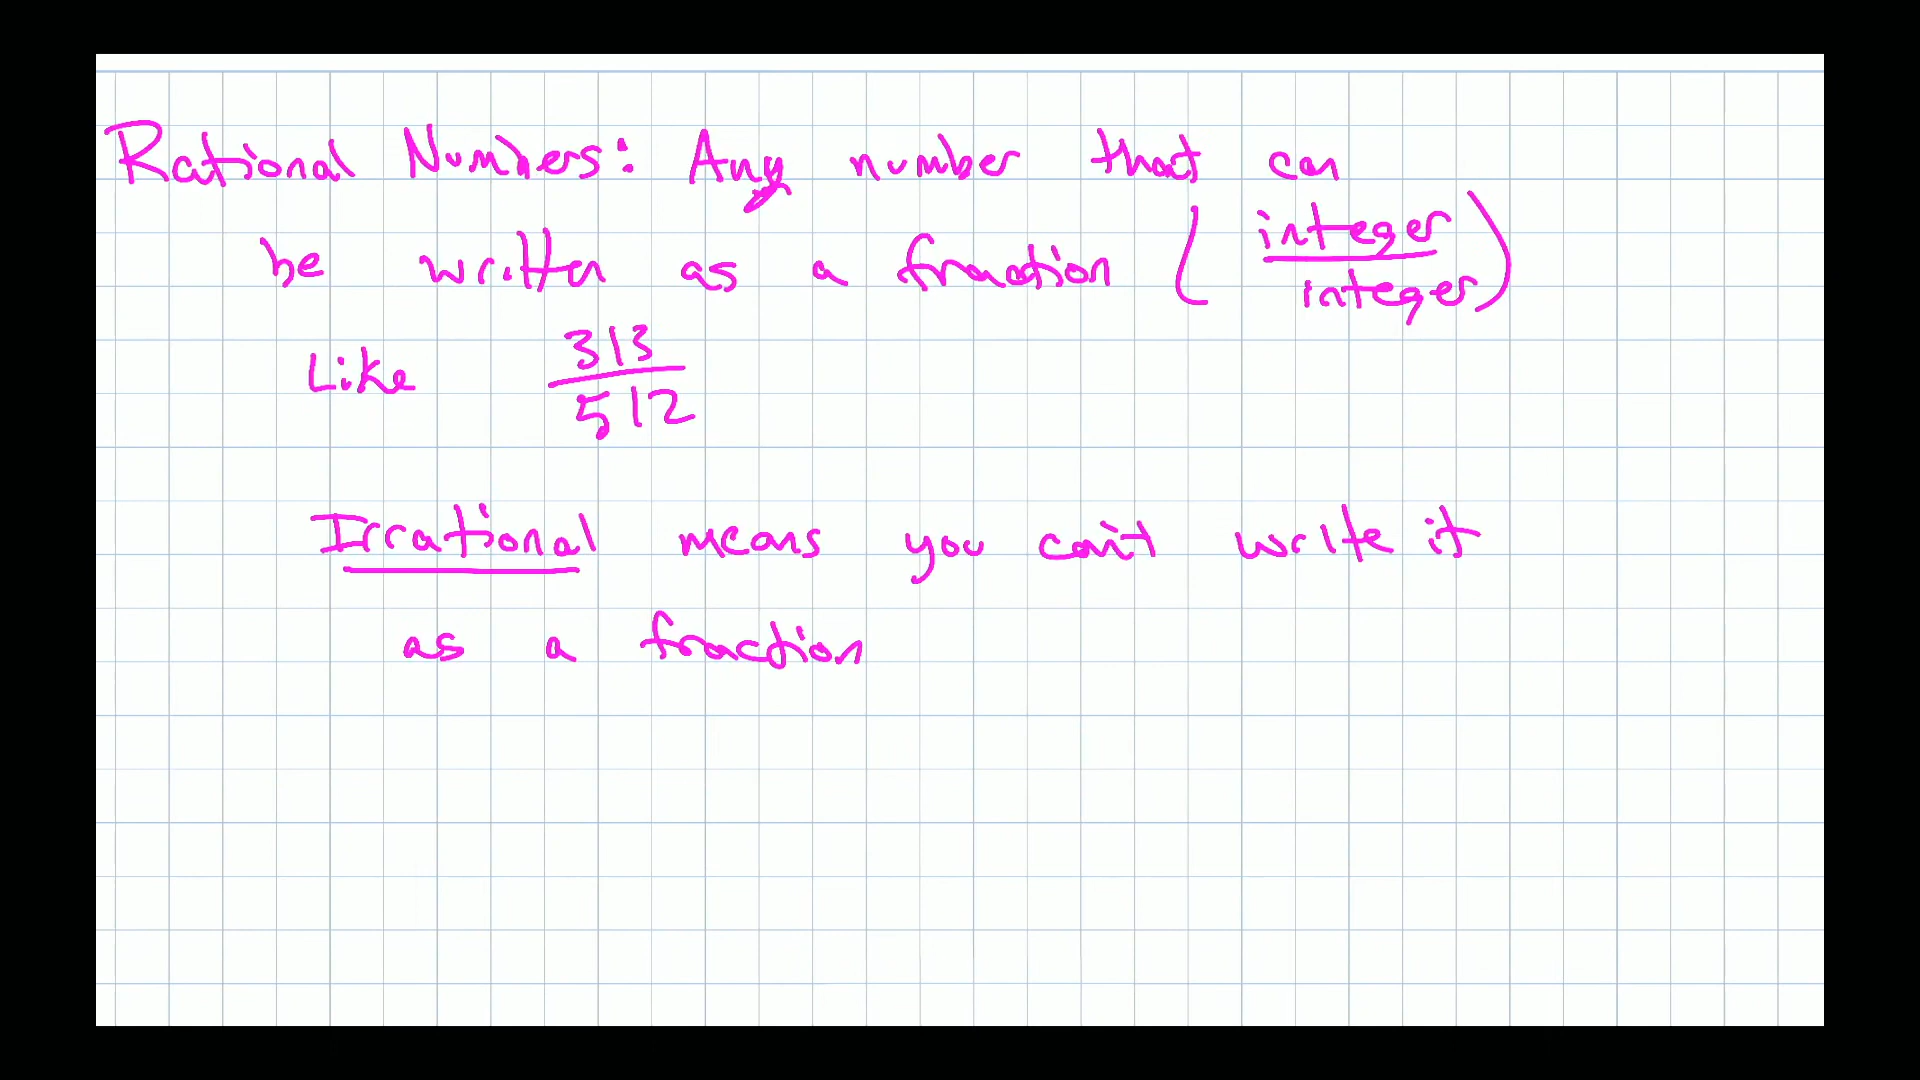 Rational Numbers: Any number that can
be written as a fraction (integer/integer)
Like 313/512
Irrational means you can't write it
as a fraction